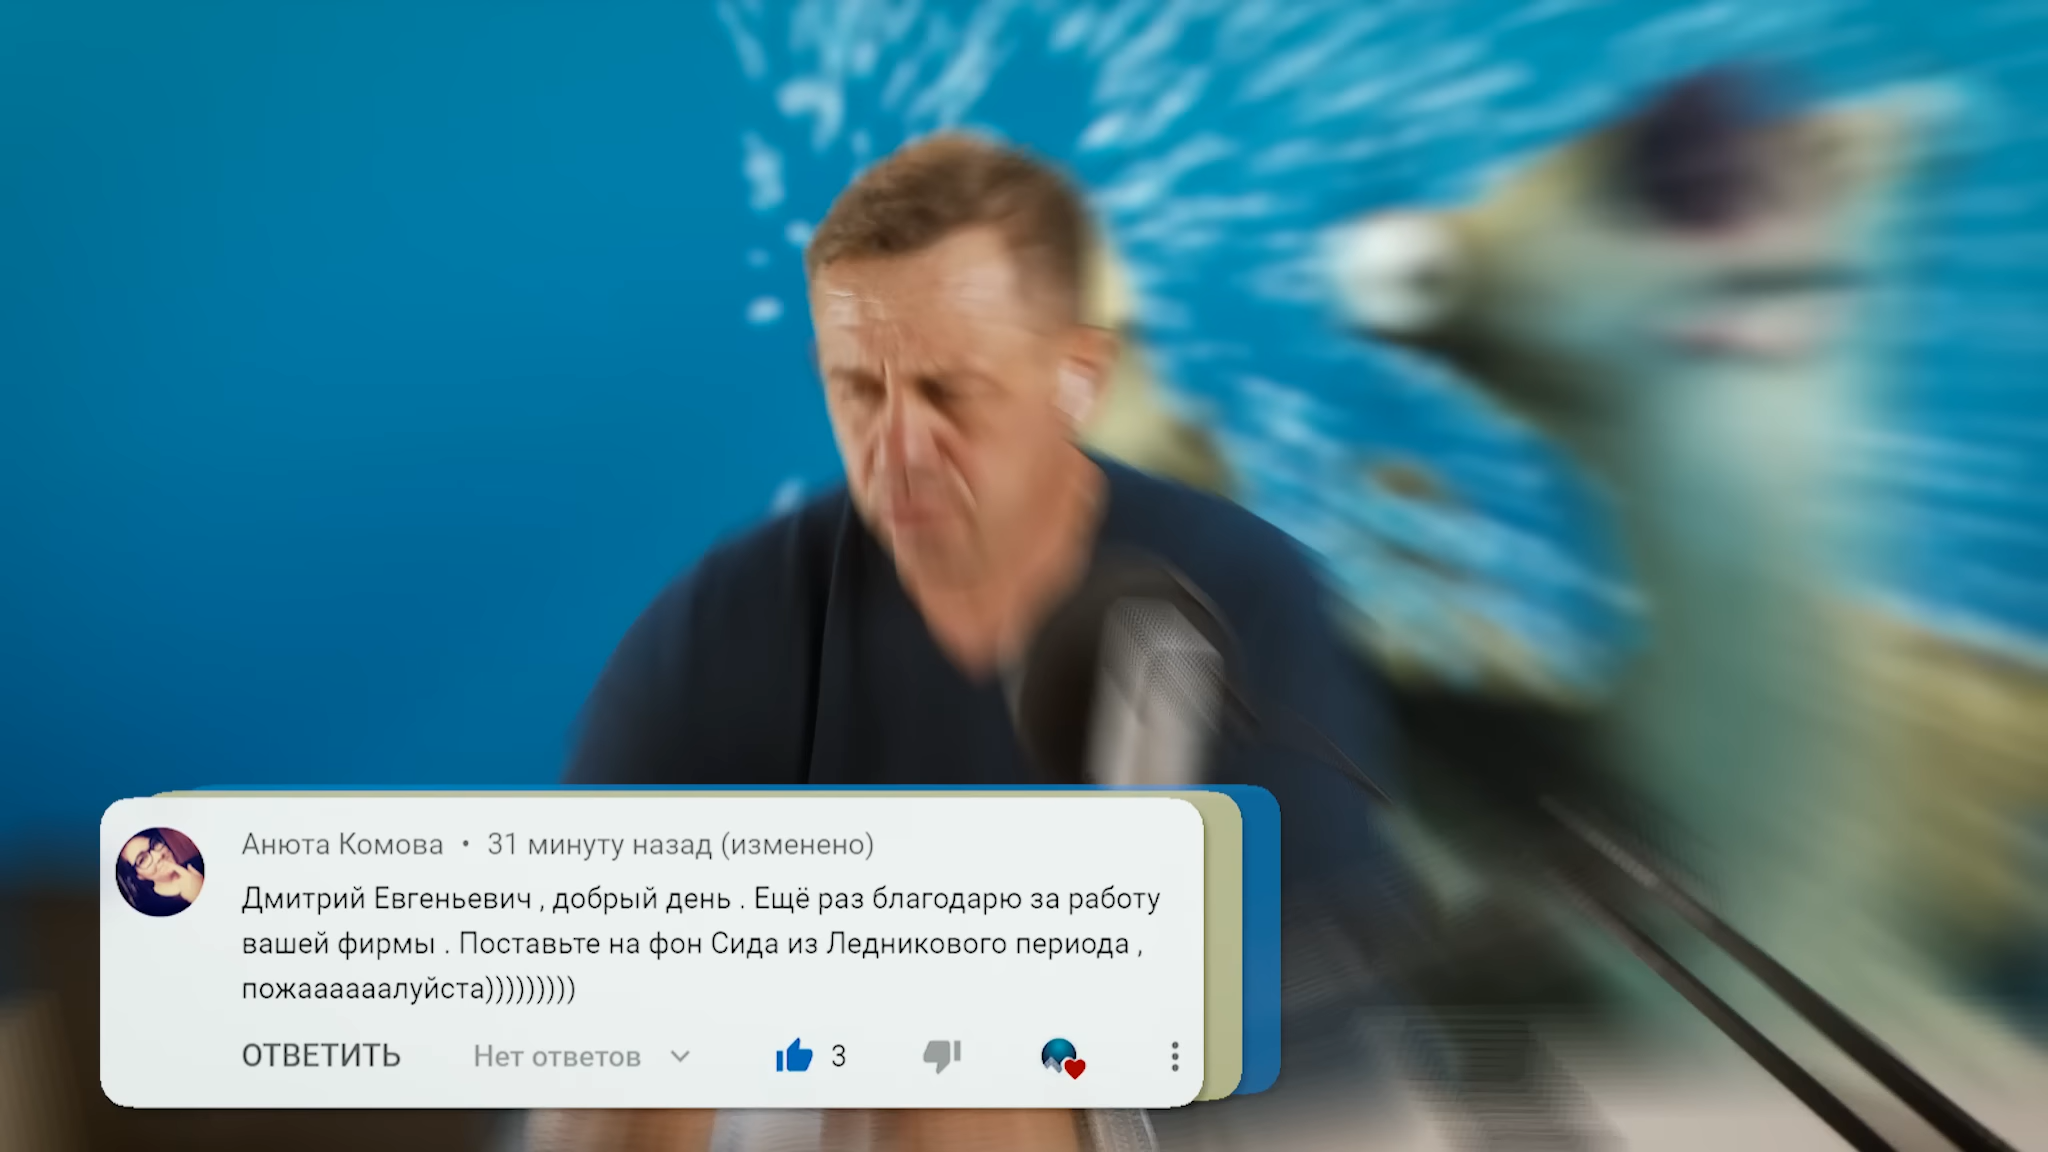 Анюта Комова • 31 минуту назад (изменено)
Дмитрий Евгеньевич , добрый день . Ещё раз благодарю за работу
вашей фирмы . Поставьте на фон Сида из Ледникового периода ,
пожааааааалуйста)))))))))
ОТВЕТИТЬ Нет ответов 3